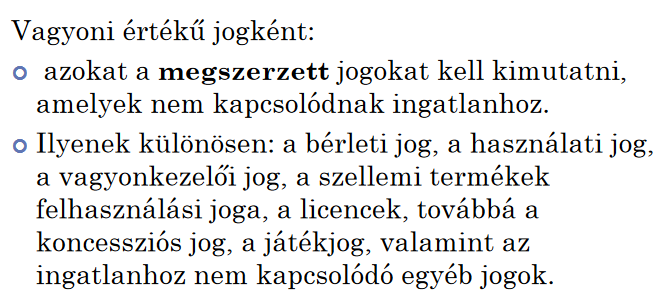 Vagyoni értékű jogként:
azokat a megszerzett jogokat kell kimutatni,
amelyek nem kapcsolódnak ingatlanhoz.
Ilyenek különösen: a bérleti jog, a használati jog,
a vagyonkezelői jog, a szellemi termékek
felhasználási joga, a licencek, továbbá a
koncessziós jog, a játékjog, valamint az
ingatlanhoz nem kapcsolódó egyéb jogok.